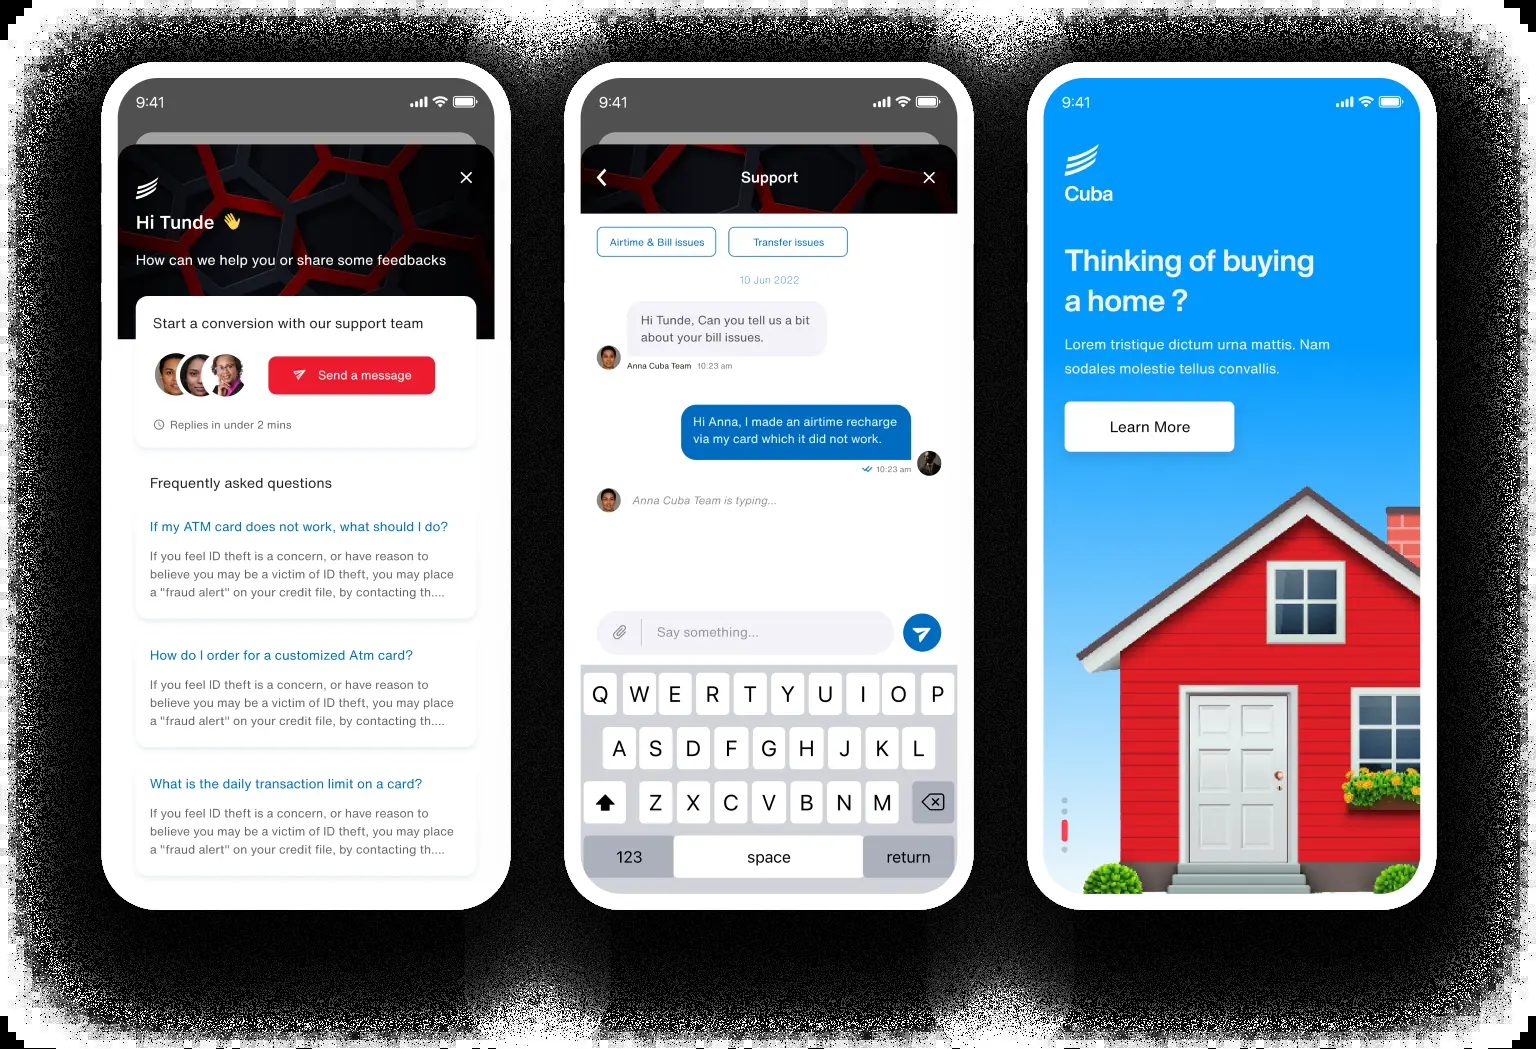 9:41
Hi Tunde 👋
How can we help you or share some feedbacks
Start a conversion with our support team
Send a message
Replies in under 2 mins
Frequently asked questions
If my ATM card does not work, what should I do?
If you feel ID theft is a concern, or have reason to
believe you may be a victim of ID theft, you may place
a "fraud alert" on your credit file, by contacting th....
How do I order for a customized Atm card?
If you feel ID theft is a concern, or have reason to
believe you may be a victim of ID theft, you may place
a "fraud alert" on your credit file, by contacting th....
What is the daily transaction limit on a card?
If you feel ID theft is a concern, or have reason to
believe you may be a victim of ID theft, you may place
a "fraud alert" on your credit file, by contacting th....
9:41
Support
Airtime & Bill issues
Transfer issues
10 Jun 2022
Hi Tunde, Can you tell us a bit
about your bill issues.
Anna Cuba Team 10:23 am
Hi Anna, I made an airtime recharge
via my card which it did not work.
10:23 am
Anna Cuba Team is typing...
Say something...
Q W E R T Y U I O P
A S D F G H J K L
Z X C V B N M
123 space return
9:41
Cuba
Thinking of buying
a home ?
Lorem tristique dictum urna mattis. Nam
sodales molestie tellus convallis.
Learn More